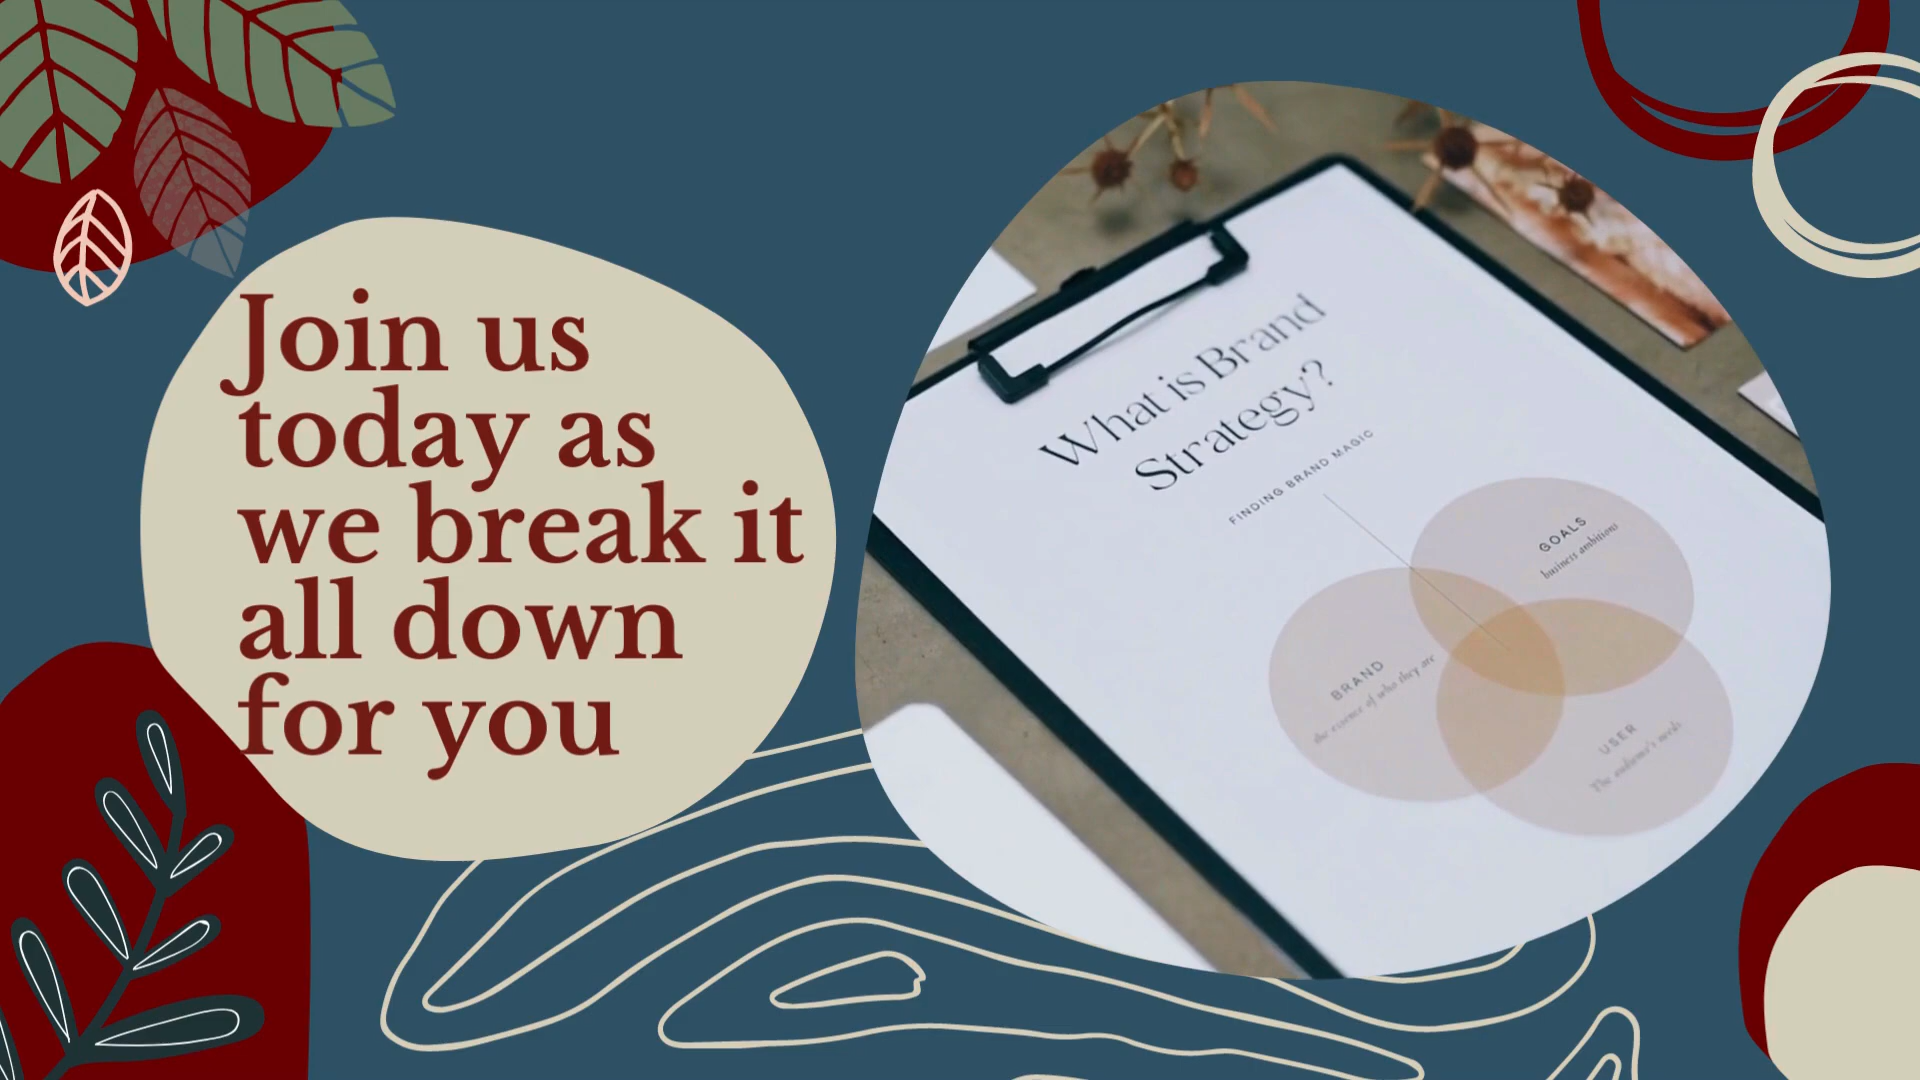 Join us
today as
we break it
all down
for you
What is Brand
Strategy?
FINDING BRAND MAGIC
GOALS
business ambitions
BRAND
the essence of who they are
USER
The audience's needs.